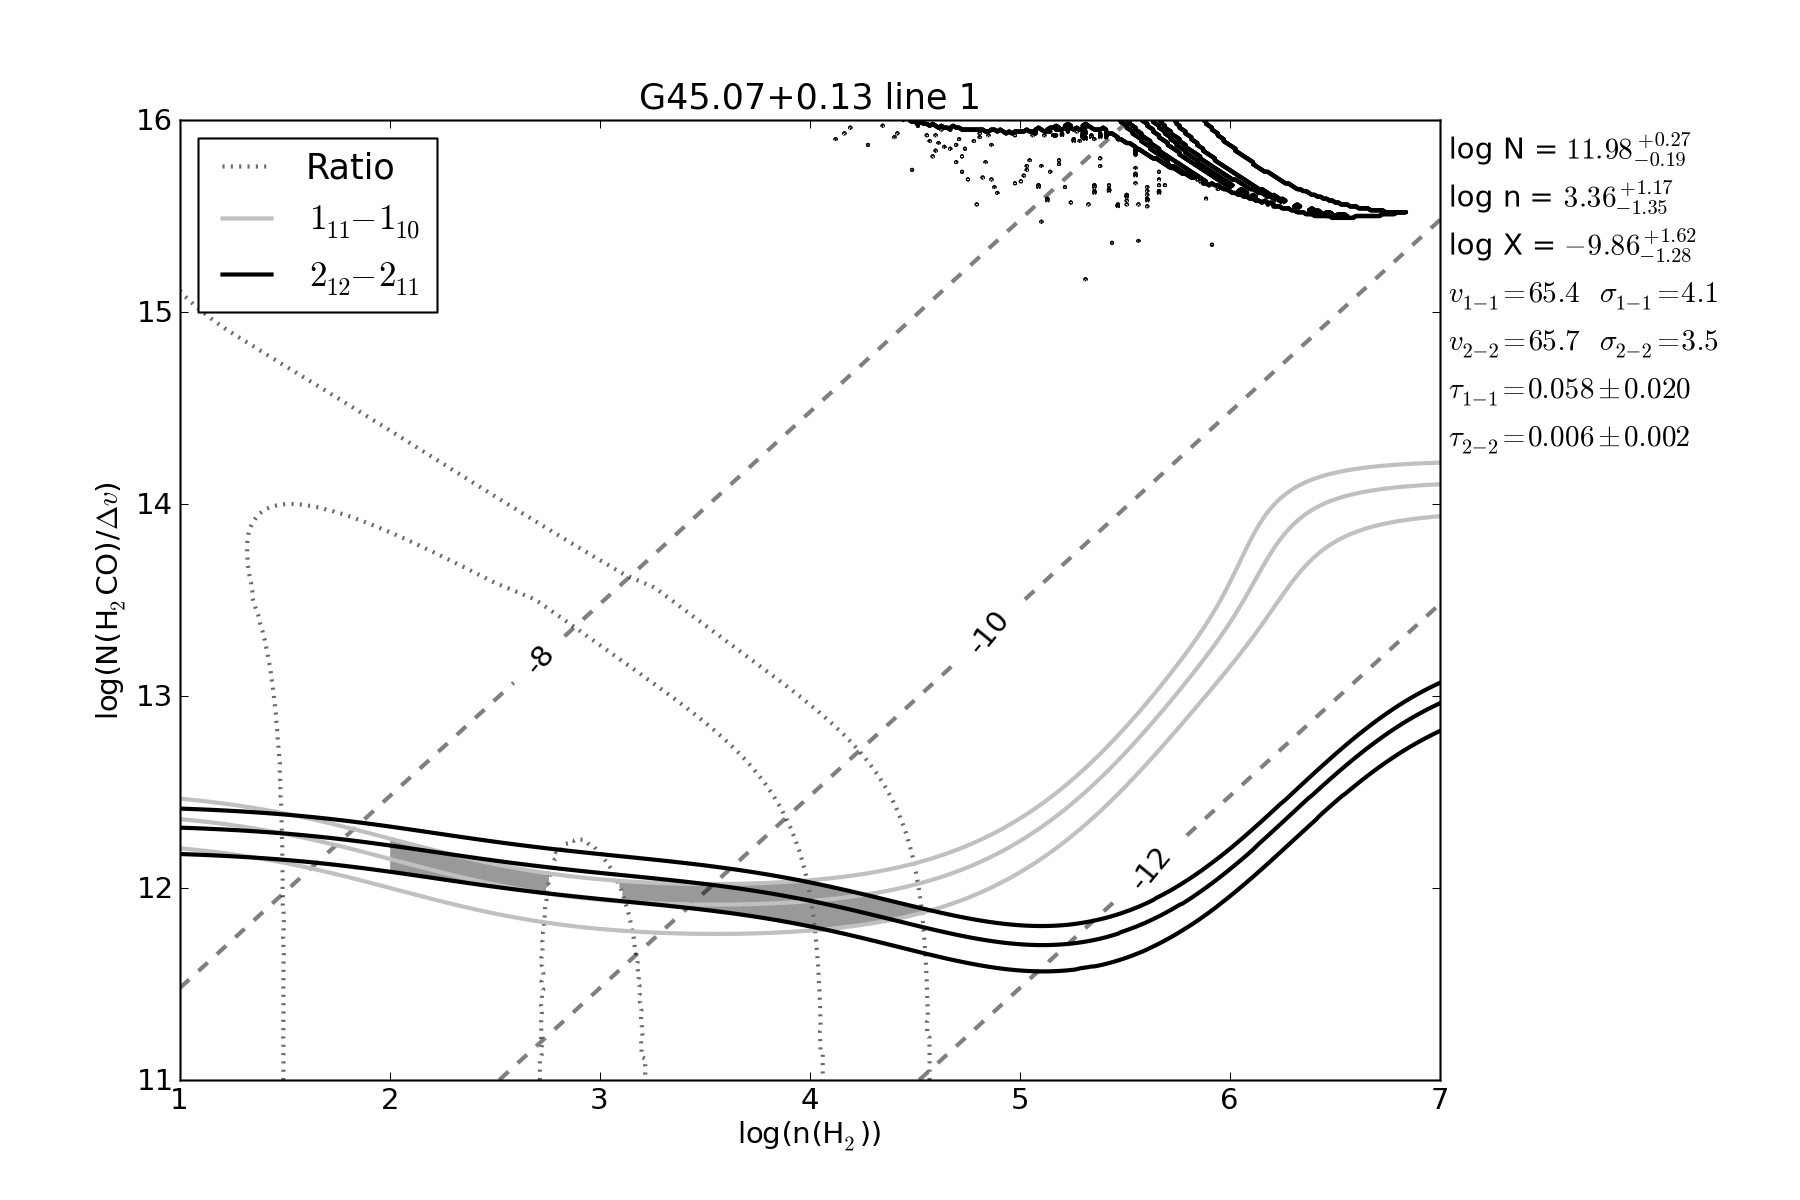 G45.07+0.13 line 1
16
15
14
13
12
11
1
2
3
4
5
6
7
log(N(H₂CO)/Δv)
log(n(H₂))
Ratio
1₁₁−1₁₀
2₁₂−2₁₁
-8
-10
-12
log N = 11.98 +0.27 −0.19
log n = 3.36 +1.17 −1.35
log X = −9.86 +1.62 −1.28
v₁₋₁=65.4 σ₁₋₁=4.1
v₂₋₂=65.7 σ₂₋₂=3.5
τ₁₋₁=0.058±0.020
τ₂₋₂=0.006±0.002